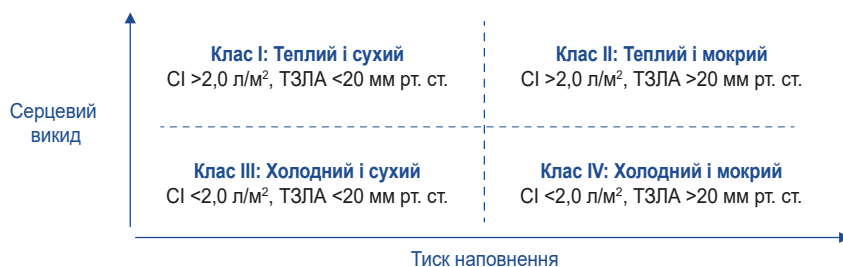 Серцевий
викид
Клас I: Теплий і сухий
CI >2,0 л/м², ТЗЛА <20 мм рт. ст.
Клас II: Теплий і мокрий
CI >2,0 л/м², ТЗЛА >20 мм рт. ст.
Клас III: Холодний і сухий
CI <2,0 л/м², ТЗЛА <20 мм рт. ст.
Клас IV: Холодний і мокрий
CI <2,0 л/м², ТЗЛА >20 мм рт. ст.
Тиск наповнення